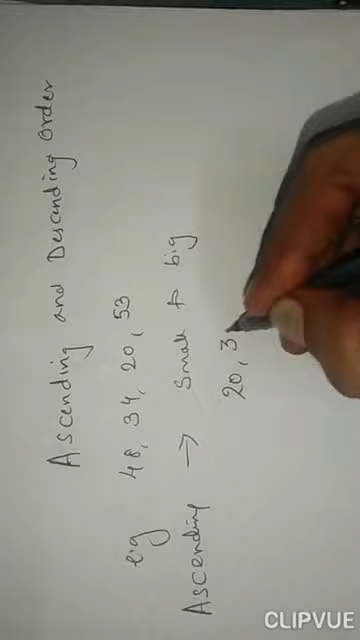 Ascending and Descending Order
eg 48, 34, 20, 53
Ascending → Small to big
20, 3
CLIPVUE